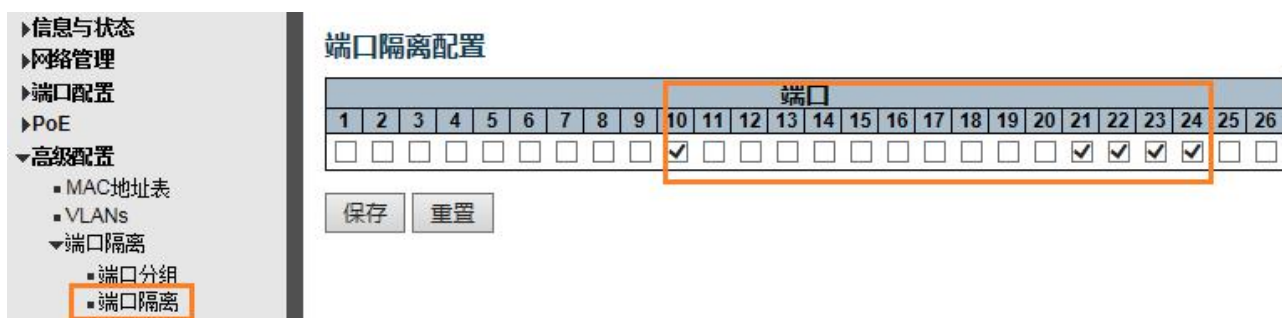 信息与状态
网络管理
端口配置
PoE
高级配置
MAC地址表
VLANs
端口隔离
端口分组
端口隔离
端口隔离配置
端口
1 2 3 4 5 6 7 8 9 10 11 12 13 14 15 16 17 18 19 20 21 22 23 24 25 26
保存 重置